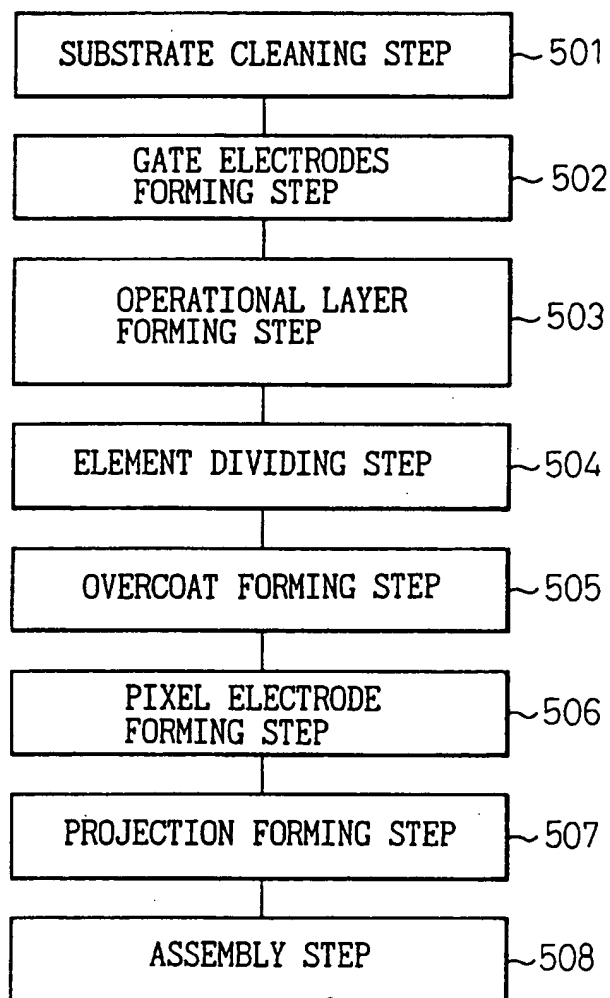 SUBSTRATE CLEANING STEP 501
GATE ELECTRODES
FORMING STEP 502
OPERATIONAL LAYER
FORMING STEP 503
ELEMENT DIVIDING STEP 504
OVERCOAT FORMING STEP 505
PIXEL ELECTRODE
FORMING STEP 506
PROJECTION FORMING STEP 507
ASSEMBLY STEP 508